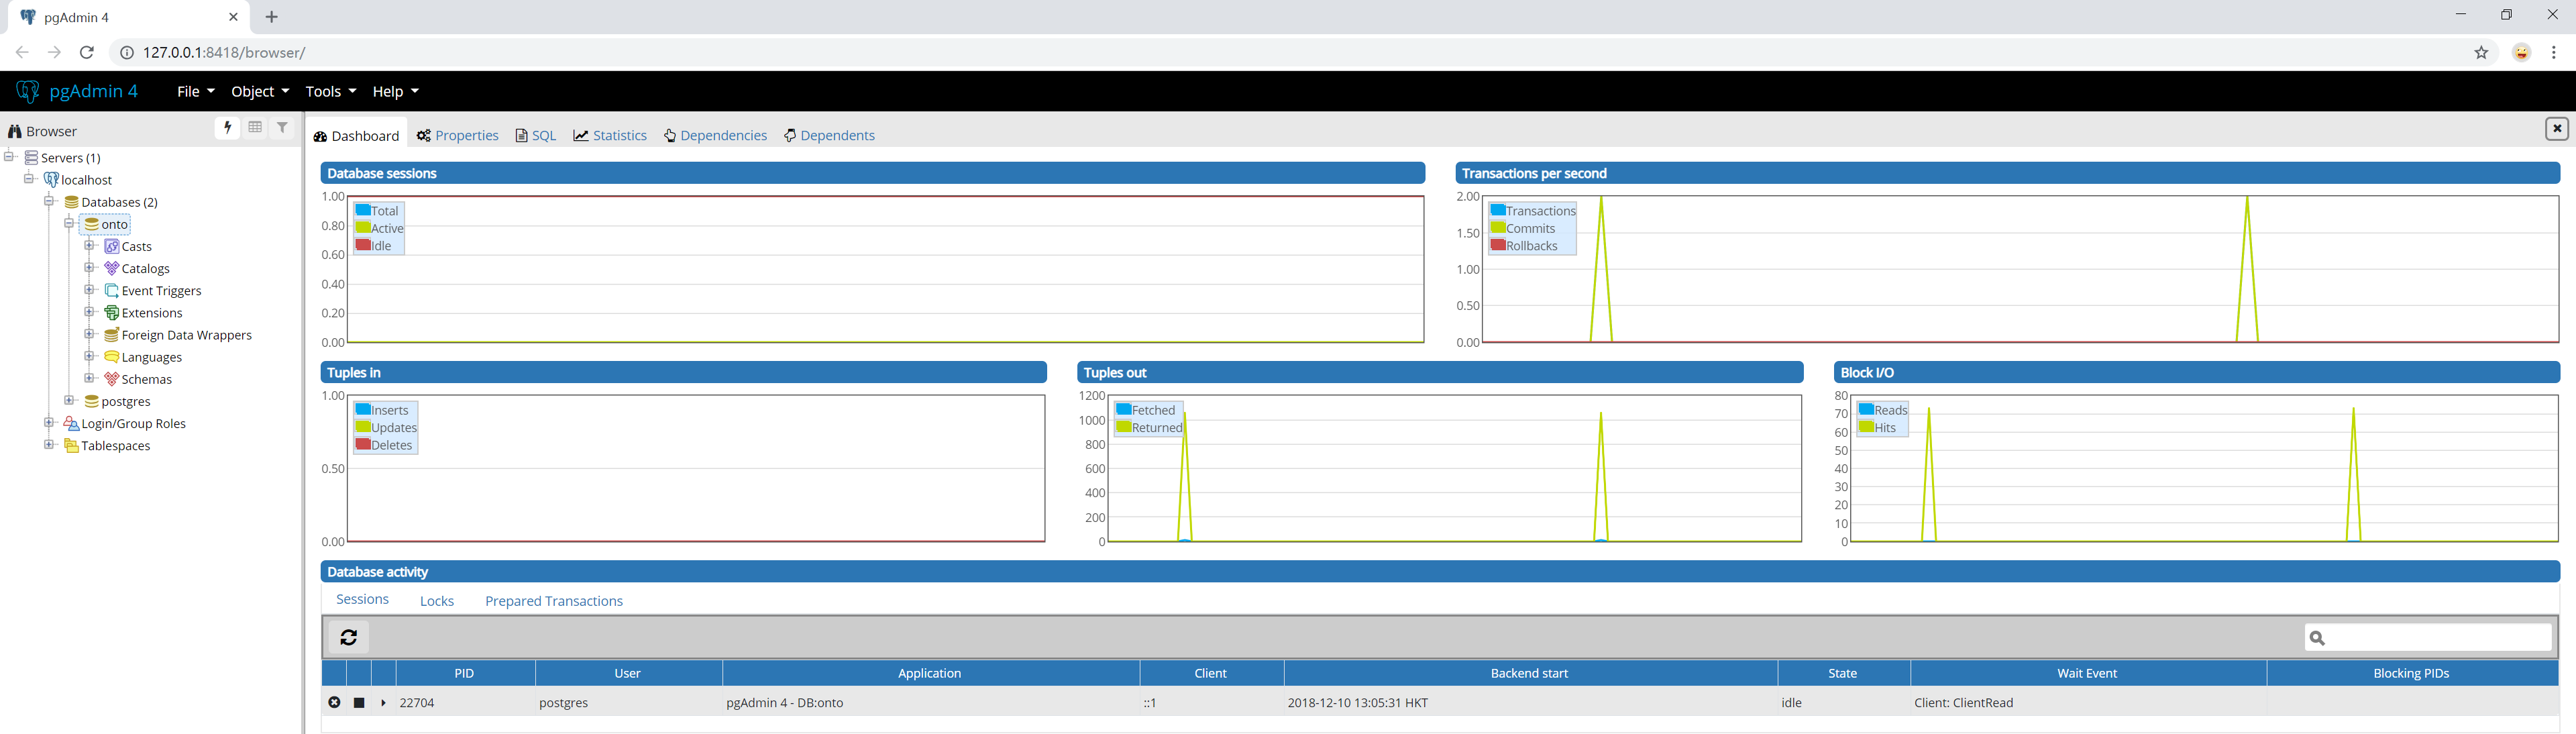 pgAdmin 4
127.0.0.1:8418/browser/
pgAdmin 4 File Object Tools Help
Browser
Servers (1)
localhost
Databases (2)
onto
Casts
Catalogs
Event Triggers
Extensions
Foreign Data Wrappers
Languages
Schemas
postgres
Login/Group Roles
Tablespaces
Dashboard Properties SQL Statistics Dependencies Dependents
Database sessions
1.00
0.80
0.60
0.40
0.20
0.00
Total
Active
Idle
Transactions per second
2.00
1.50
1.00
0.50
0.00
Transactions
Commits
Rollbacks
Tuples in
1.00
0.50
0.00
Inserts
Updates
Deletes
Tuples out
1200
1000
800
600
400
200
0
Fetched
Returned
Block I/O
80
70
60
50
40
30
20
10
0
Reads
Hits
Database activity
Sessions Locks Prepared Transactions
PID User Application Client Backend start State Wait Event Blocking PIDs
22704 postgres pgAdmin 4 - DB:onto ::1 2018-12-10 13:05:31 HKT idle Client: ClientRead